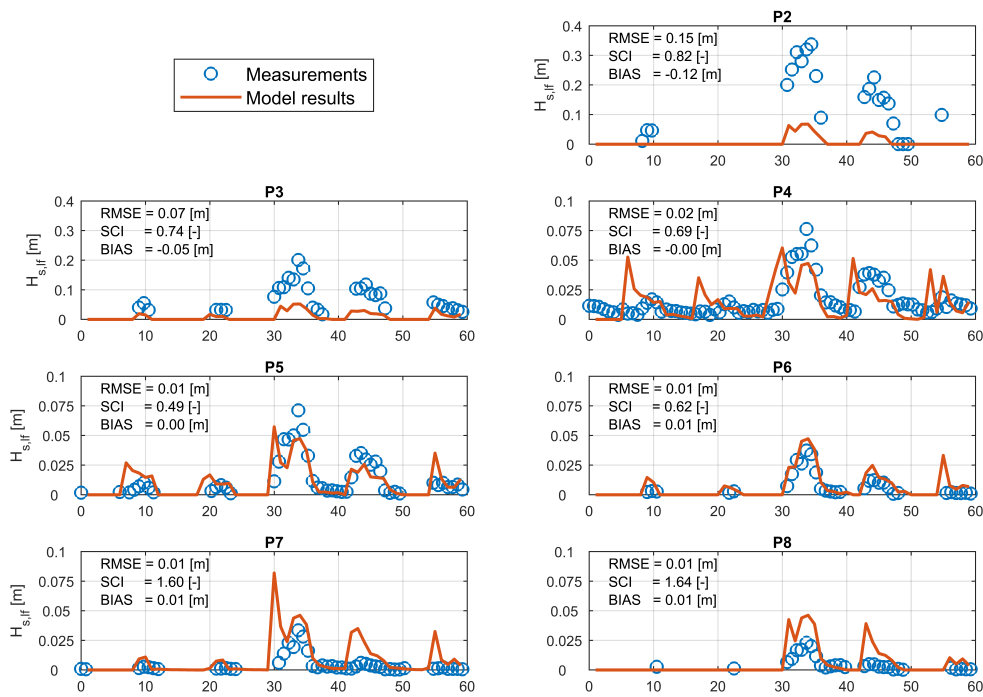 Measurements
Model results
P2
RMSE = 0.15 [m]
SCI = 0.82 [-]
BIAS = -0.12 [m]
H_s,lf [m]
0.4
0.3
0.2
0.1
0
0 10 20 30 40 50 60
P3
RMSE = 0.07 [m]
SCI = 0.74 [-]
BIAS = -0.05 [m]
H_s,lf [m]
0.4
0.3
0.2
0.1
0
0 10 20 30 40 50 60
P4
RMSE = 0.02 [m]
SCI = 0.69 [-]
BIAS = -0.00 [m]
0.1
0.075
0.05
0.025
0
0 10 20 30 40 50 60
P5
RMSE = 0.01 [m]
SCI = 0.49 [-]
BIAS = 0.00 [m]
H_s,lf [m]
0.1
0.075
0.05
0.025
0
0 10 20 30 40 50 60
P6
RMSE = 0.01 [m]
SCI = 0.62 [-]
BIAS = 0.01 [m]
0.1
0.075
0.05
0.025
0
0 10 20 30 40 50 60
P7
RMSE = 0.01 [m]
SCI = 1.60 [-]
BIAS = 0.01 [m]
H_s,lf [m]
0.1
0.075
0.05
0.025
0
0 10 20 30 40 50 60
P8
RMSE = 0.01 [m]
SCI = 1.64 [-]
BIAS = 0.01 [m]
0.1
0.075
0.05
0.025
0
0 10 20 30 40 50 60